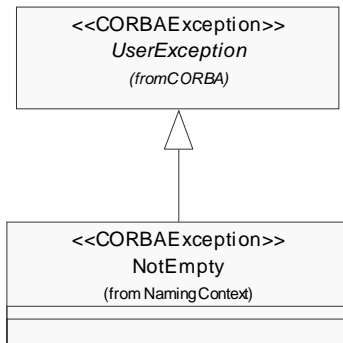 <<CORBAException>>
UserException
(fromCORBA)
<<CORBAException>>
NotEmpty
(from NamingContext)